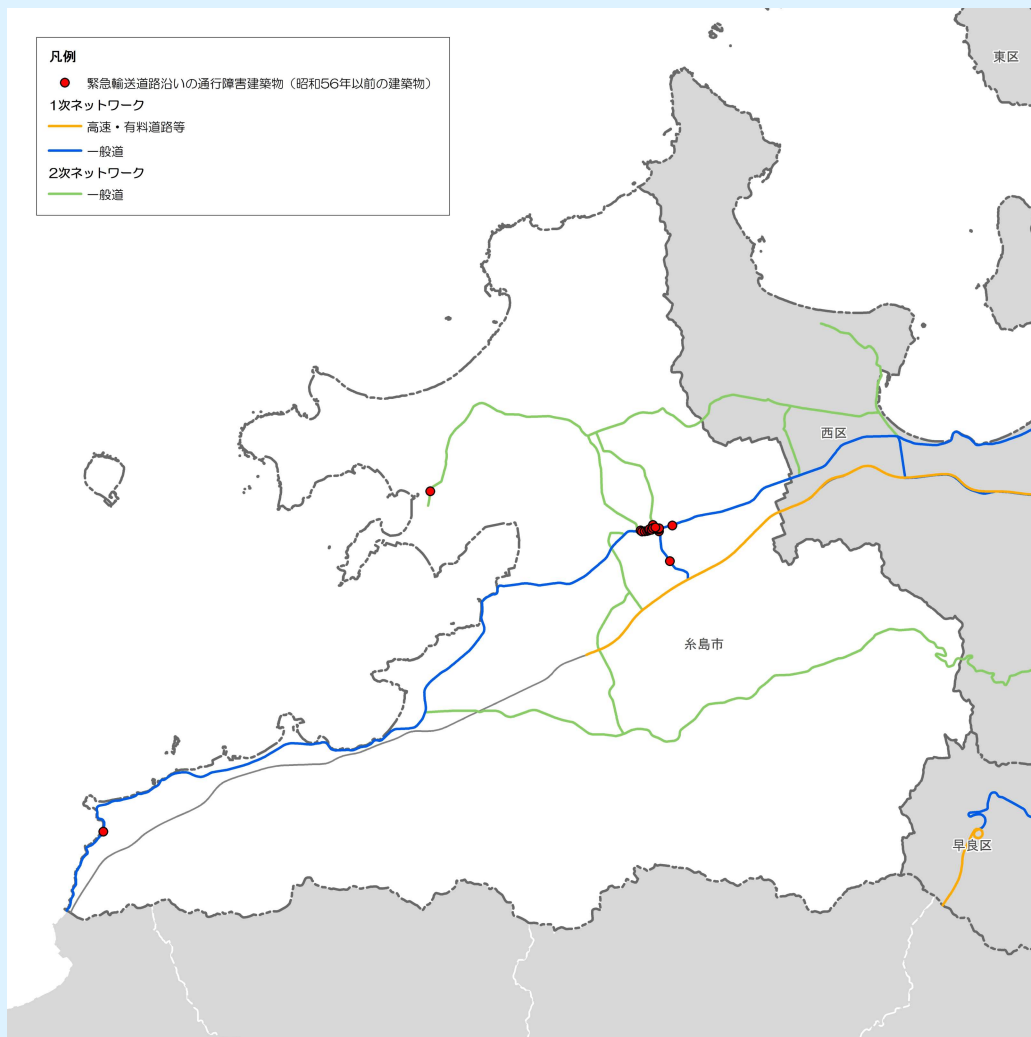 凡例
緊急輸送道路沿いの通行障害建築物（昭和56年以前の建築物）
1次ネットワーク
高速・有料道路等
一般道
2次ネットワーク
一般道
東区
西区
糸島市
早良区